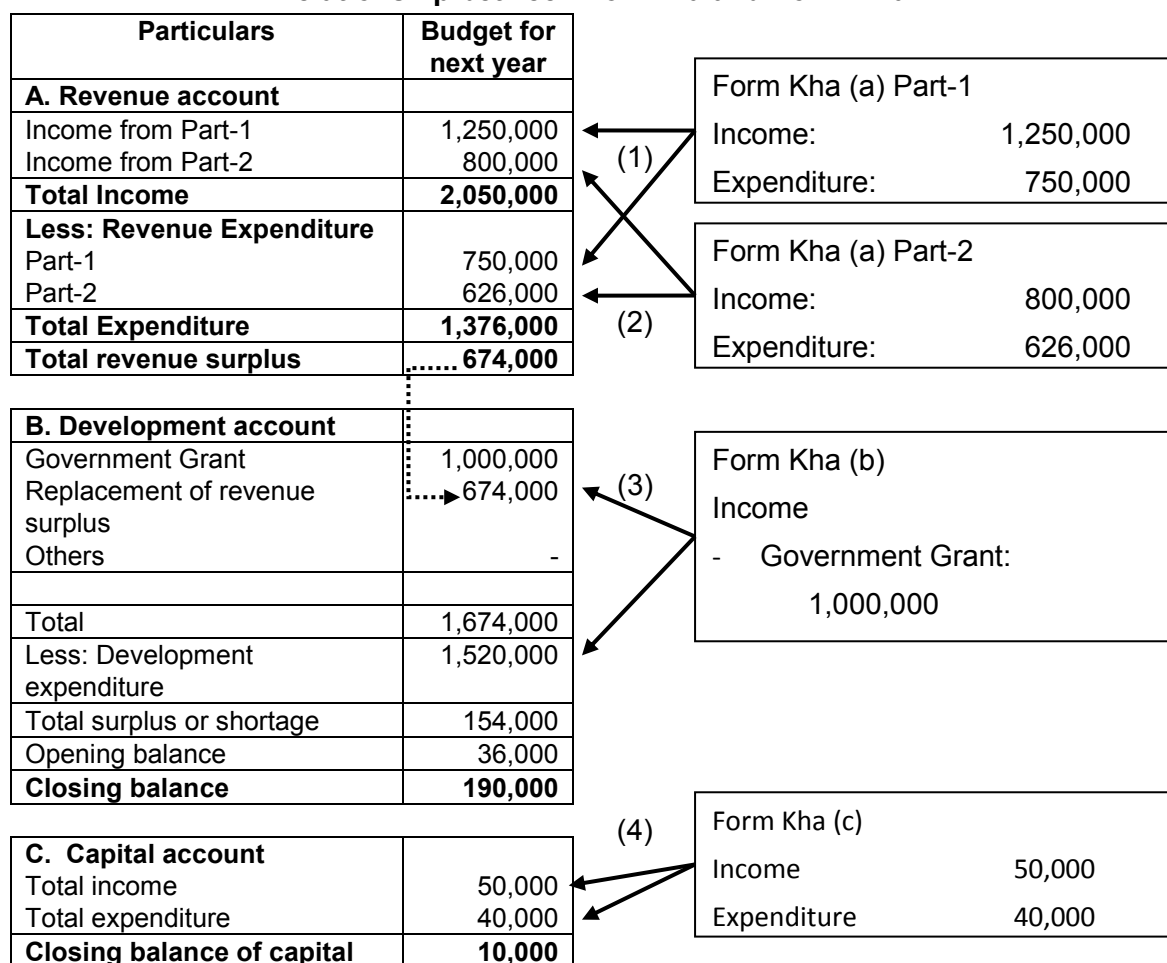 Particulars Budget for
next year
A. Revenue account
Income from Part-1 1,250,000
Income from Part-2 800,000
Total Income 2,050,000
Less: Revenue Expenditure
Part-1 750,000
Part-2 626,000
Total Expenditure 1,376,000
Total revenue surplus 674,000
B. Development account
Government Grant 1,000,000
Replacement of revenue 674,000
surplus
Others -
Total 1,674,000
Less: Development 1,520,000
expenditure
Total surplus or shortage 154,000
Opening balance 36,000
Closing balance 190,000
C. Capital account
Total income 50,000
Total expenditure 40,000
Closing balance of capital 10,000
(1)
(2)
(3)
(4)
Form Kha (a) Part-1
Income: 1,250,000
Expenditure: 750,000
Form Kha (a) Part-2
Income: 800,000
Expenditure: 626,000
Form Kha (b)
Income
- Government Grant:
1,000,000
Form Kha (c)
Income 50,000
Expenditure 40,000